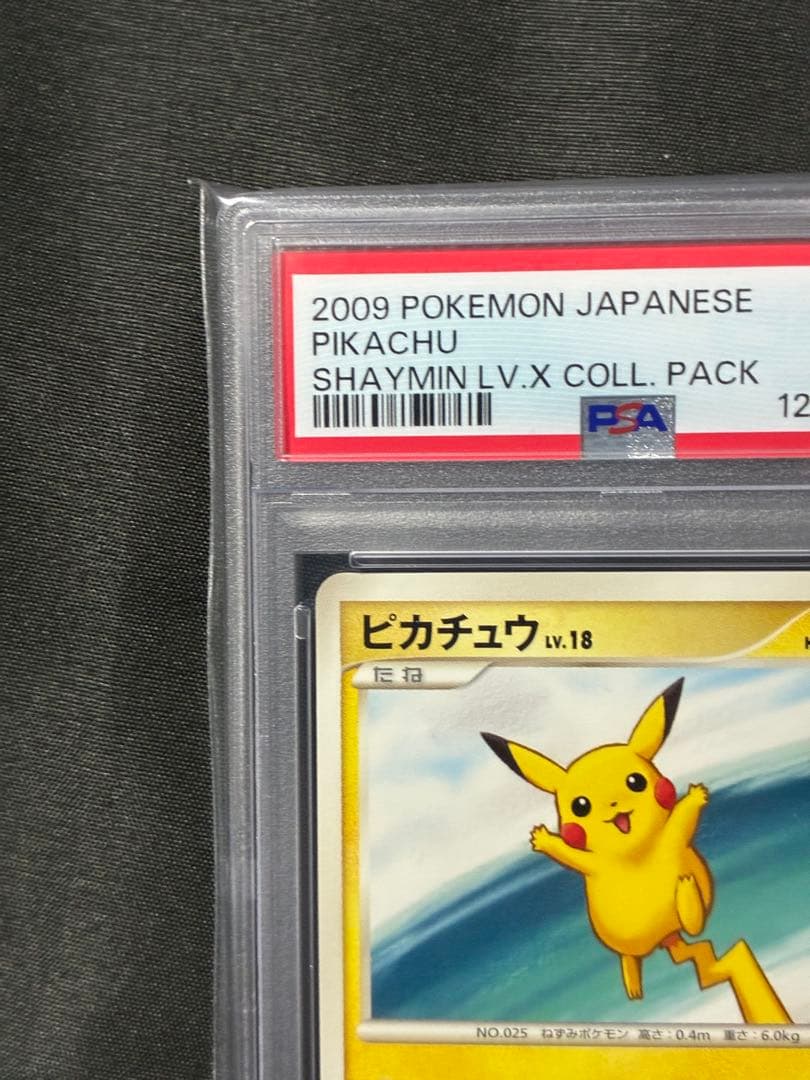 2009 POKEMON JAPANESE
PIKACHU
SHAYMIN LV.X COLL. PACK
12
PSA
ピカチュウ LV.18
たね
NO.025 ねずみポケモン 高さ:0.4m 重さ:6.0kg